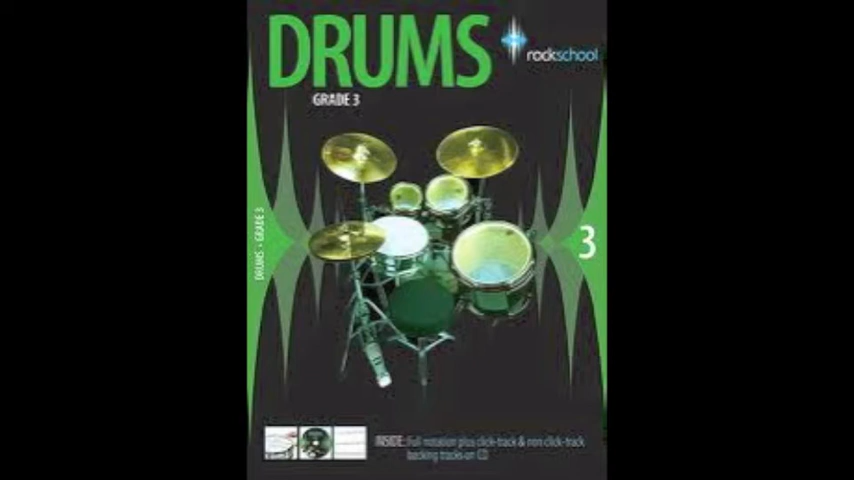 DRUMS
rockschool
GRADE 3
DRUMS • GRADE 3
3
INSIDE: Full notation plus click-track & non click-track
backing tracks on CD